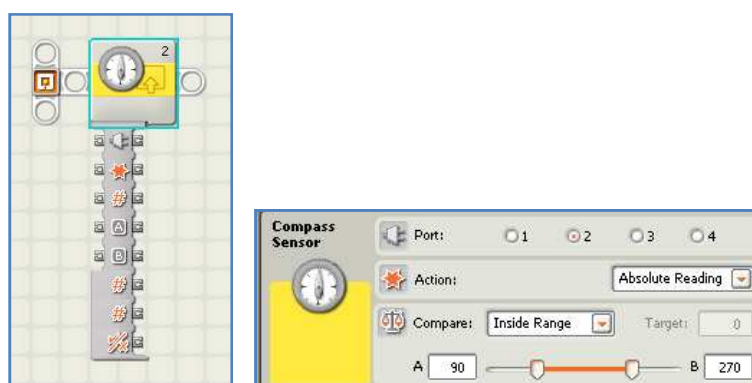 2
#
A
B
#
#
Compass
Sensor
Port: 1 2 3 4
Action: Absolute Reading
Compare: Inside Range Target: 0
A 90 B 270